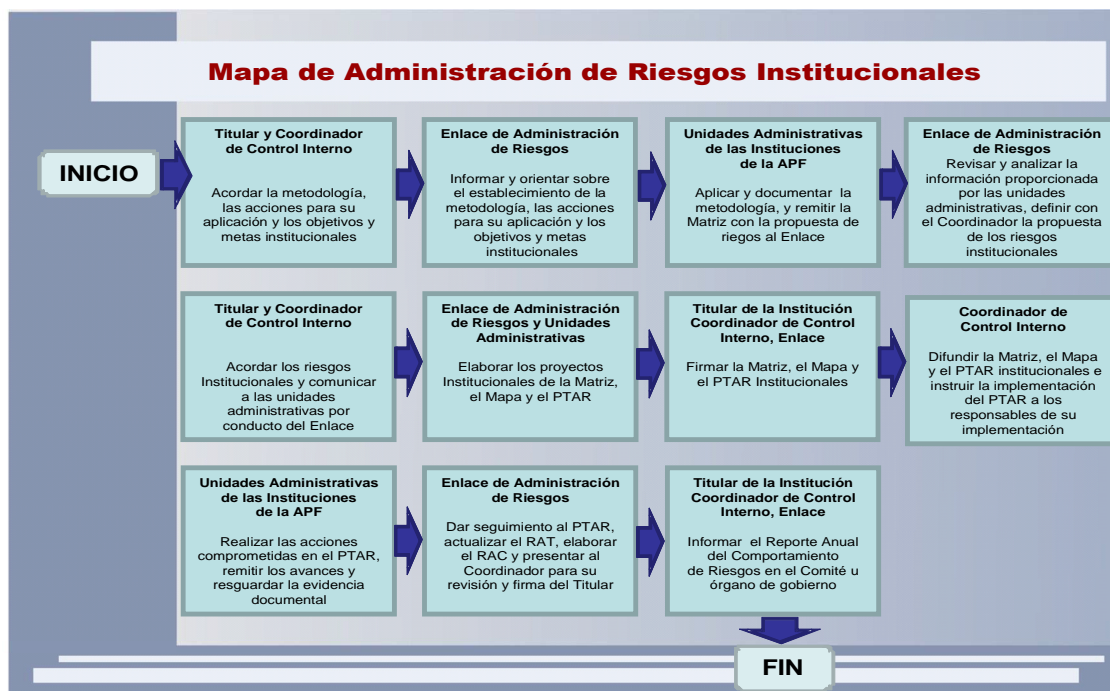 Mapa de Administración de Riesgos Institucionales
INICIO
Titular y Coordinador
de Control Interno
Acordar la metodología,
las acciones para su
aplicación y los objetivos y
metas institucionales
Enlace de Administración
de Riesgos
Informar y orientar sobre
el establecimiento de la
metodología, las acciones
para su aplicación y los
objetivos y metas
institucionales
Unidades Administrativas
de las Instituciones
de la APF
Aplicar y documentar la
metodología, y remitir la
Matriz con la propuesta de
riegos al Enlace
Enlace de Administración
de Riesgos
Revisar y analizar la
información proporcionada
por las unidades
administrativas, definir con
el Coordinador la propuesta
de los riesgos
institucionales
Titular y Coordinador
de Control Interno
Acordar los riesgos
Institucionales y comunicar
a las unidades
administrativas por
conducto del Enlace
Enlace de Administración
de Riesgos y Unidades
Administrativas
Elaborar los proyectos
Institucionales de la Matriz,
el Mapa y el PTAR
Titular de la Institución
Coordinador de Control
Interno, Enlace
Firmar la Matriz, el Mapa y
el PTAR Institucionales
Coordinador de
Control Interno
Difundir la Matriz, el Mapa
y el PTAR institucionales e
instruir la implementación
del PTAR a los
responsables de su
implementación
Unidades Administrativas
de las Instituciones
de la APF
Realizar las acciones
comprometidas en el PTAR,
remitir los avances y
resguardar la evidencia
documental
Enlace de Administración
de Riesgos
Dar seguimiento al PTAR,
actualizar el RAT, elaborar
el RAC y presentar al
Coordinador para su
revisión y firma del Titular
Titular de la Institución
Coordinador de Control
Interno, Enlace
Informar el Reporte Anual
del Comportamiento
de Riesgos en el Comité u
órgano de gobierno
FIN